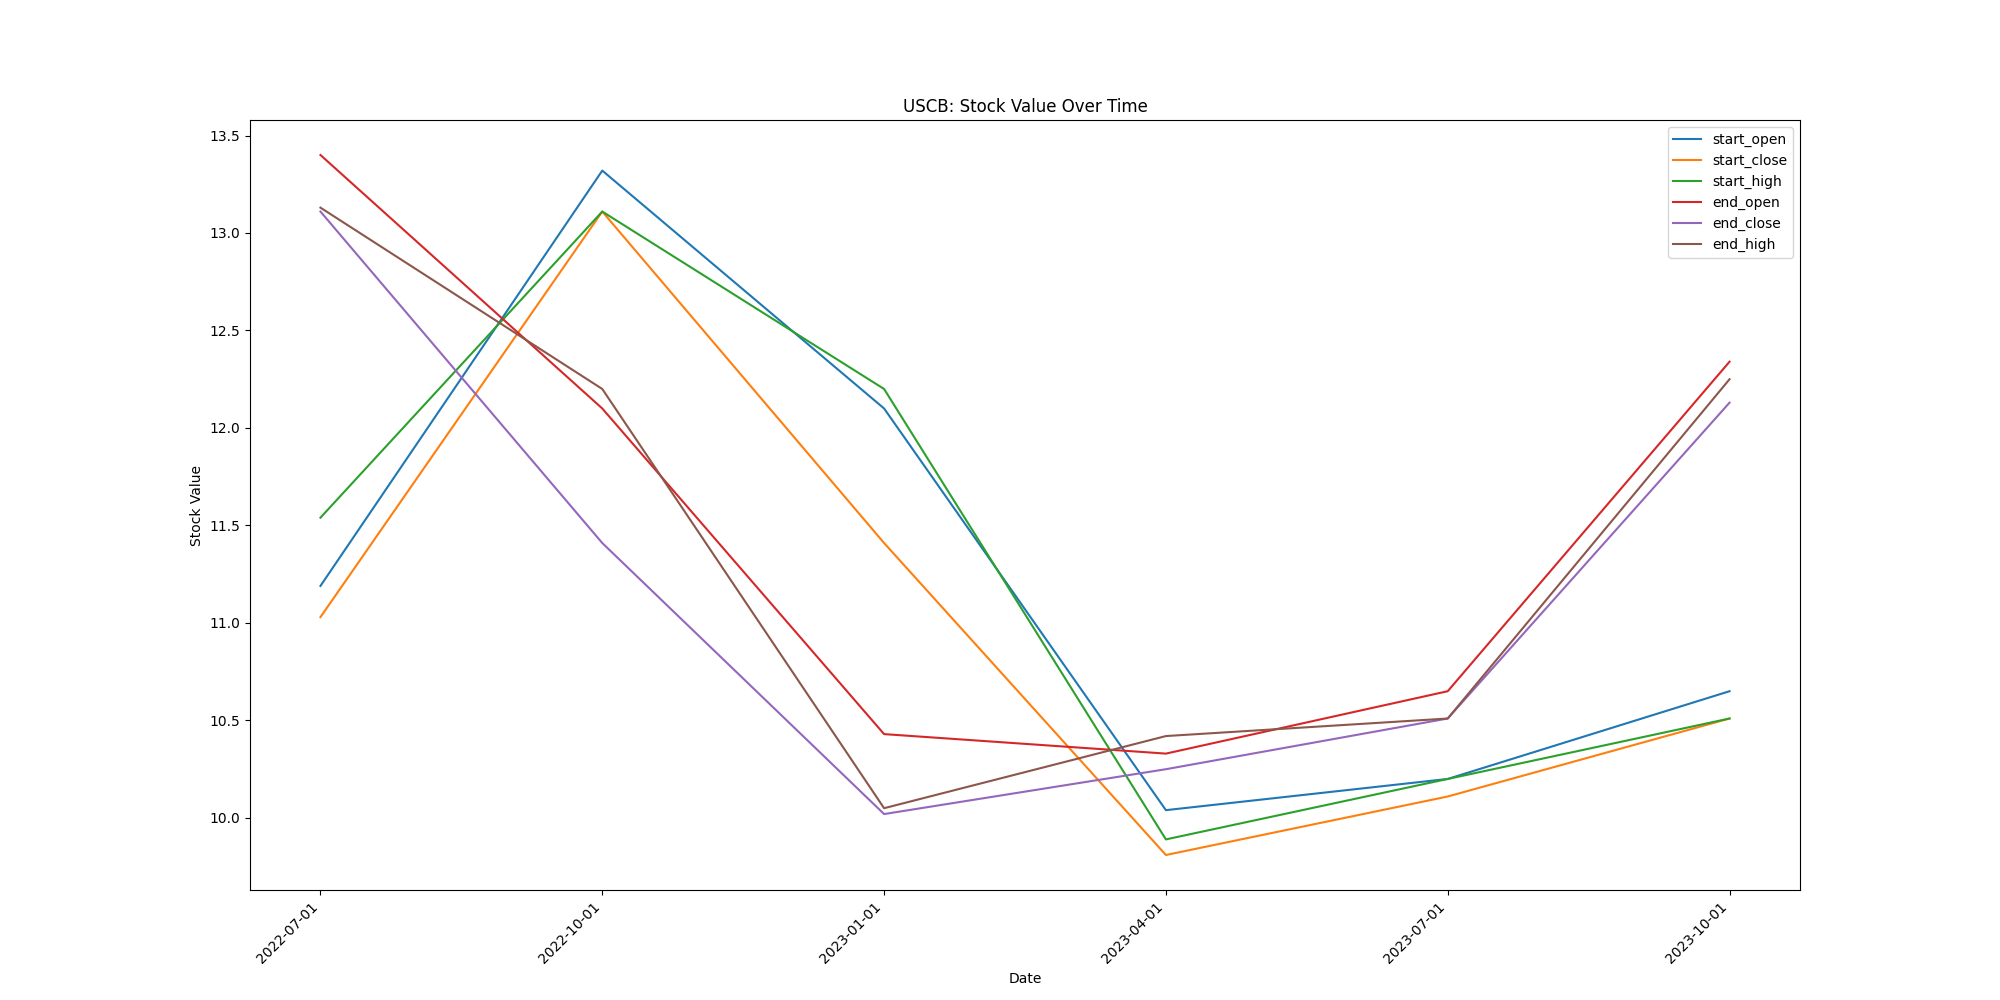 USCB: Stock Value Over Time
start_open
start_close
start_high
end_open
end_close
end_high
Stock Value
13.5
13.0
12.5
12.0
11.5
11.0
10.5
10.0
2022-07-01
2022-10-01
2023-01-01
2023-04-01
2023-07-01
2023-10-01
Date